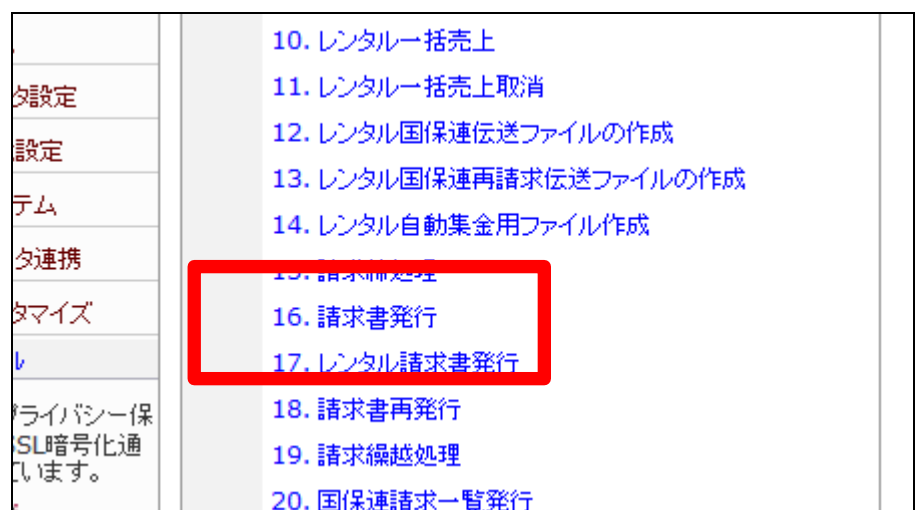 タ設定
設定
テム
タ連携
タマイズ
ル
プライバシー保
SSL暗号化通
ています。
10. レンタル一括売上
11. レンタル一括売上取消
12. レンタル国保連伝送ファイルの作成
13. レンタル国保連再請求伝送ファイルの作成
14. レンタル自動集金用ファイル作成
15. 請求締処理
16. 請求書発行
17. レンタル請求書発行
18. 請求書再発行
19. 請求繰越処理
20. 国保連請求一覧発行